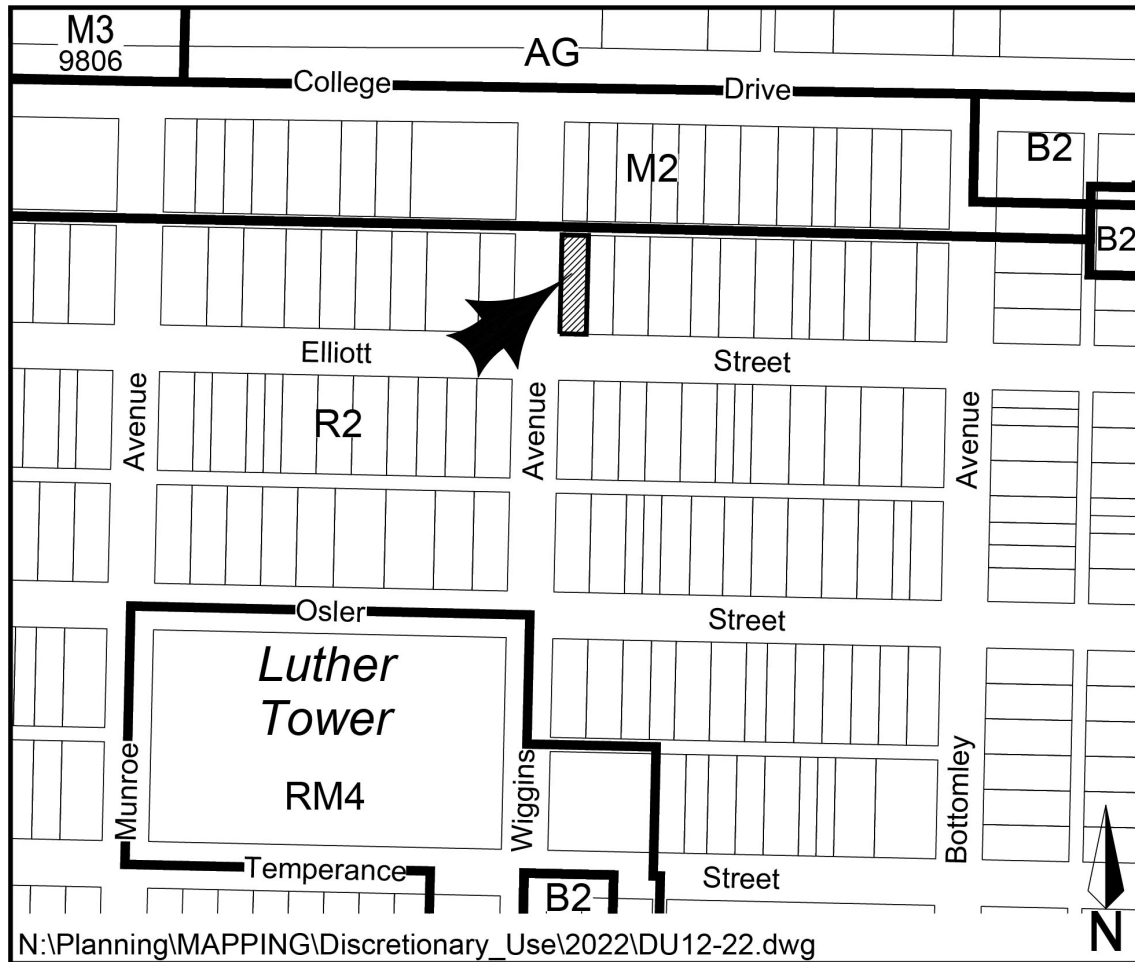 M3
9806
AG
College Drive
M2
B2
B2
Elliott Street
R2
Avenue
Avenue
Avenue
Osler Street
Luther
Tower
RM4
Munroe
Wiggins
Bottomley
Temperance Street
B2
N
N:\Planning\MAPPING\Discretionary_Use\2022\DU12-22.dwg